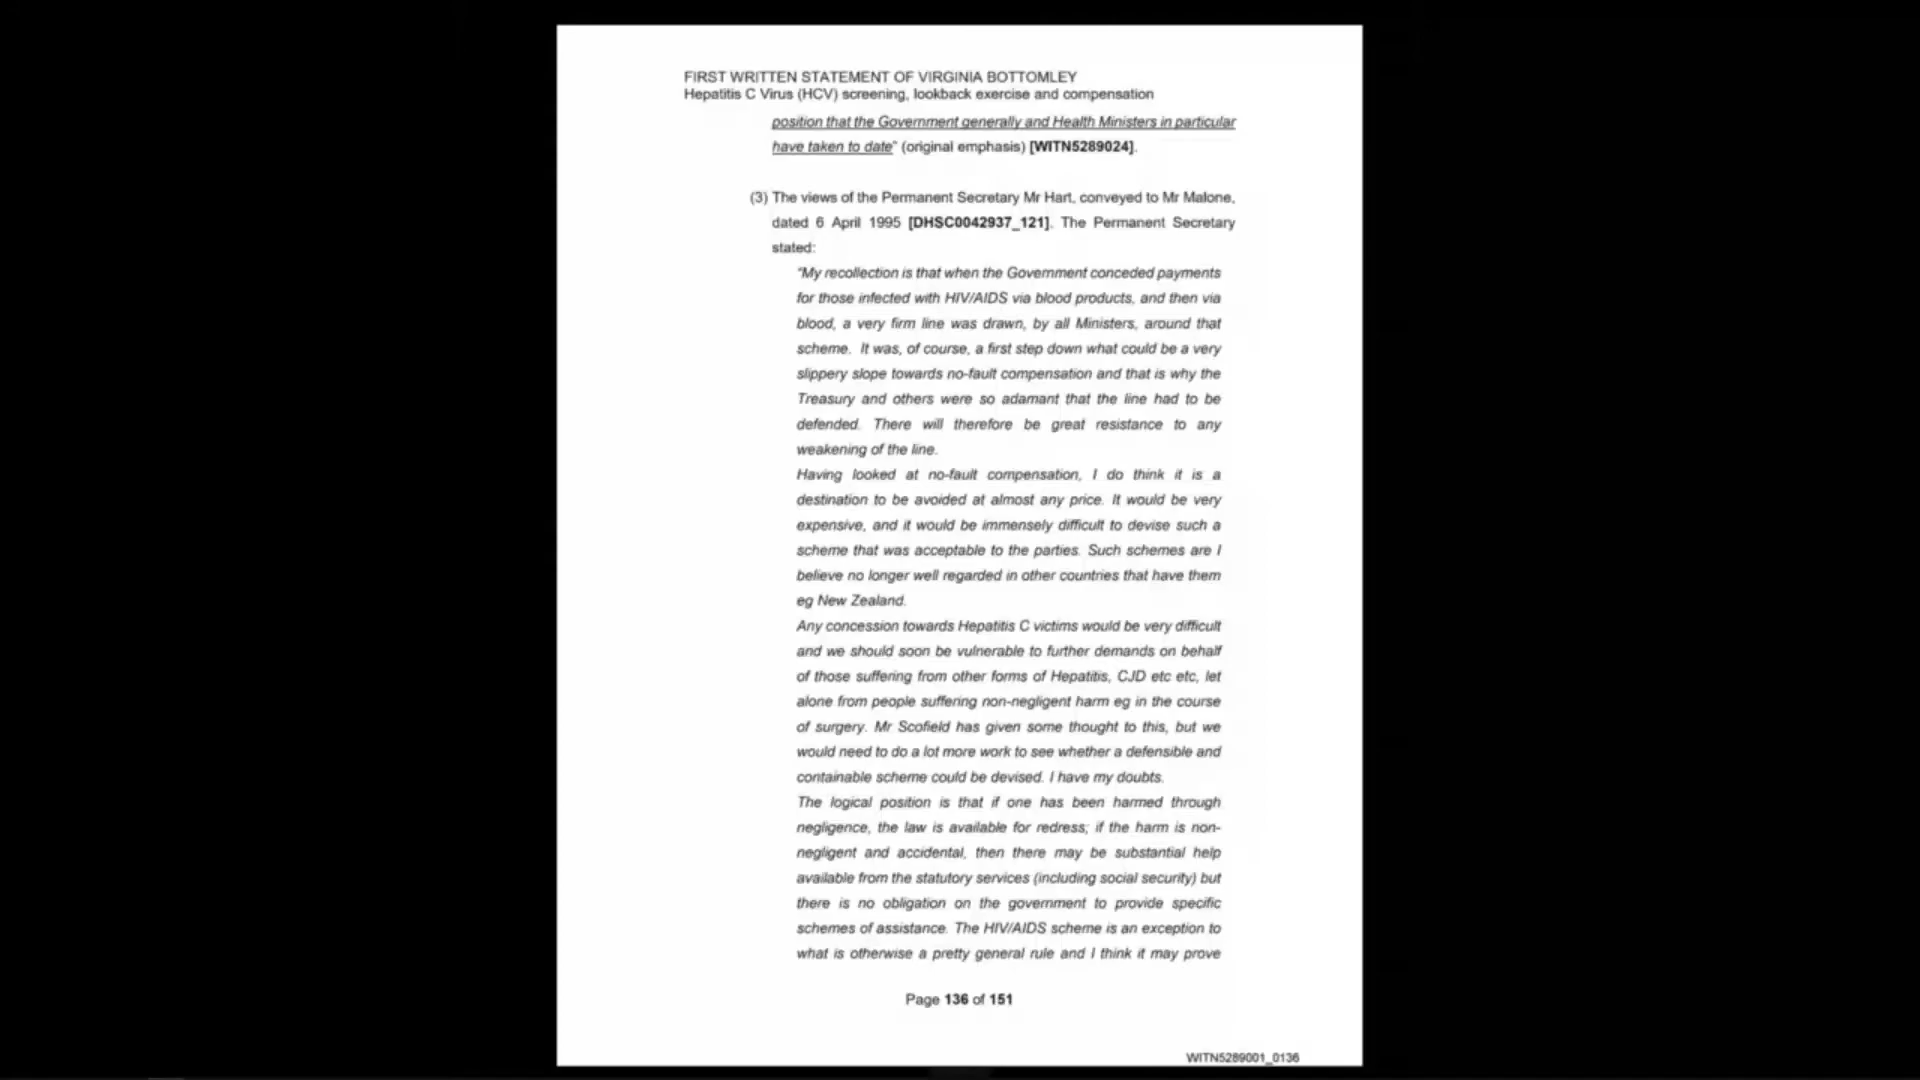 FIRST WRITTEN STATEMENT OF VIRGINIA BOTTOMLEY
Hepatitis C Virus (HCV) screening, lookback exercise and compensation
position that the Government generally and Health Ministers in particular
have taken to date" (original emphasis) [WITN5289024].
(3) The views of the Permanent Secretary Mr Hart, conveyed to Mr Malone,
dated 6 April 1995 [DHSC0042937_121]. The Permanent Secretary
stated:
"My recollection is that when the Government conceded payments
for those infected with HIV/AIDS via blood products, and then via
blood, a very firm line was drawn, by all Ministers, around that
scheme. It was, of course, a first step down what could be a very
slippery slope towards no-fault compensation and that is why the
Treasury and others were so adamant that the line had to be
defended. There will therefore be great resistance to any
weakening of the line.
Having looked at no-fault compensation, I do think it is a
destination to be avoided at almost any price. It would be very
expensive, and it would be immensely difficult to devise such a
scheme that was acceptable to the parties. Such schemes are I
believe no longer well regarded in other countries that have them
eg New Zealand.
Any concession towards Hepatitis C victims would be very difficult
and we should soon be vulnerable to further demands on behalf
of those suffering from other forms of Hepatitis, CJD etc etc, let
alone from people suffering non-negligent harm eg in the course
of surgery. Mr Scofield has given some thought to this, but we
would need to do a lot more work to see whether a defensible and
containable scheme could be devised. I have my doubts.
The logical position is that if one has been harmed through
negligence, the law is available for redress; if the harm is non-
negligent and accidental, then there may be substantial help
available from the statutory services (including social security) but
there is no obligation on the government to provide specific
schemes of assistance. The HIV/AIDS scheme is an exception to
what is otherwise a pretty general rule and I think it may prove
Page 136 of 151
WITN5289001_0136